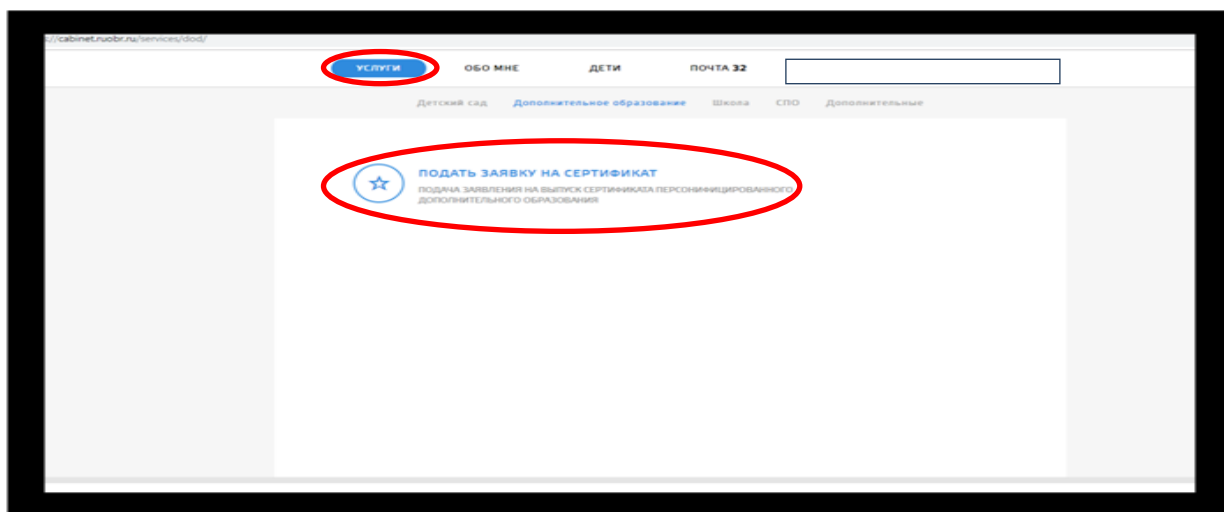 ://cabinet.ruobr.ru/services/dod/
УСЛУГИ ОБО МНЕ ДЕТИ ПОЧТА 32
Детский сад Дополнительное образование Школа СПО Дополнительные
ПОДАТЬ ЗАЯВКУ НА СЕРТИФИКАТ
ПОДАЧА ЗАЯВЛЕНИЯ НА ВЫПУСК СЕРТИФИКАТА ПЕРСОНИФИЦИРОВАННОГО
ДОПОЛНИТЕЛЬНОГО ОБРАЗОВАНИЯ